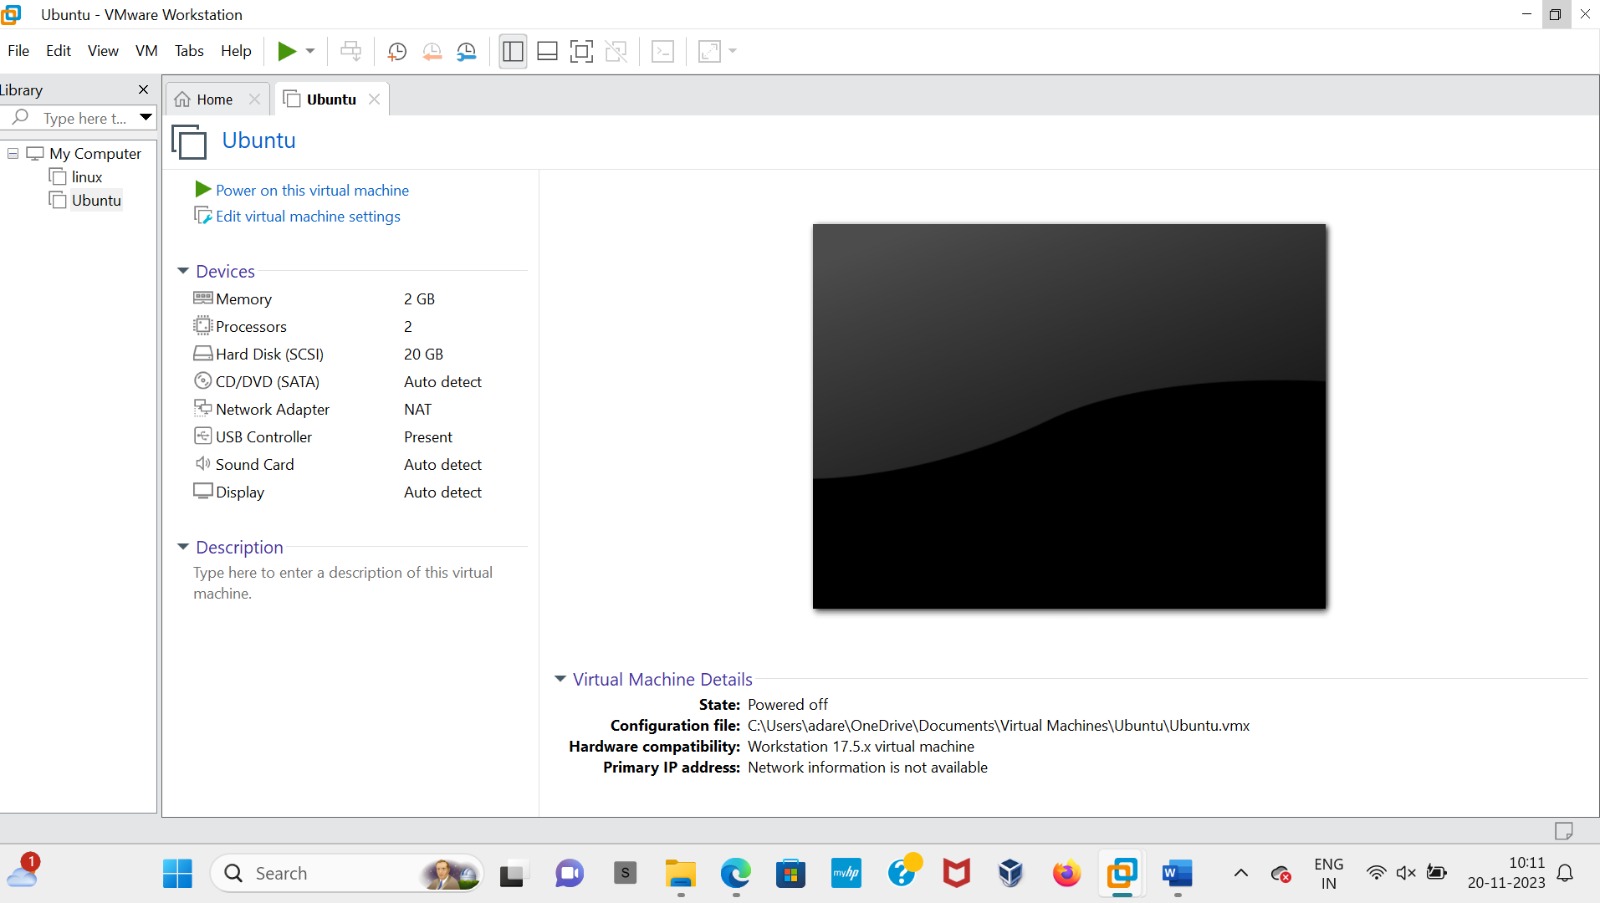 Ubuntu - VMware Workstation
File Edit View VM Tabs Help
Library
Type here t...
My Computer
linux
Ubuntu
Home
Ubuntu
Ubuntu
Power on this virtual machine
Edit virtual machine settings
Devices
Memory 2 GB
Processors 2
Hard Disk (SCSI) 20 GB
CD/DVD (SATA) Auto detect
Network Adapter NAT
USB Controller Present
Sound Card Auto detect
Display Auto detect
Description
Type here to enter a description of this virtual
machine.
Virtual Machine Details
State: Powered off
Configuration file: C:\Users\adare\OneDrive\Documents\Virtual Machines\Ubuntu\Ubuntu.vmx
Hardware compatibility: Workstation 17.5.x virtual machine
Primary IP address: Network information is not available
1
Search
S
myhp
?
W
ENG
IN
10:11
20-11-2023